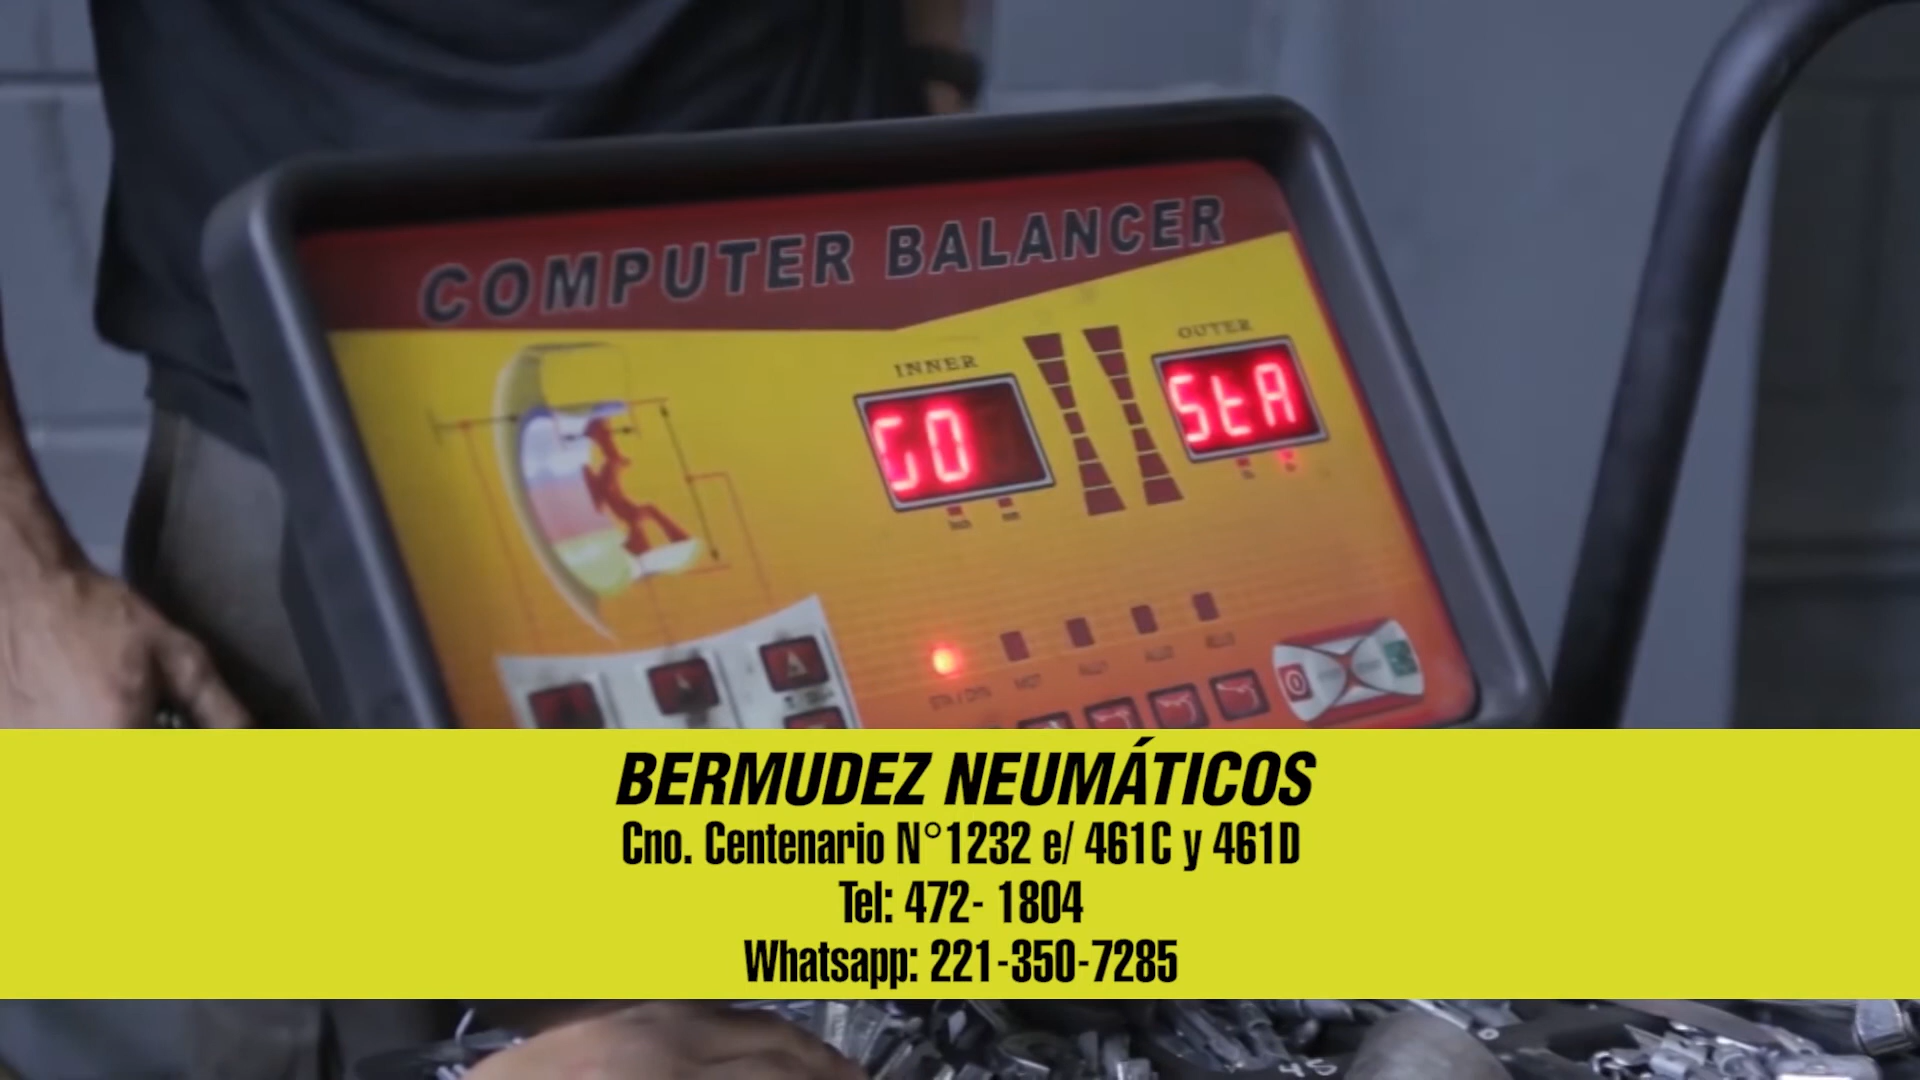 COMPUTER BALANCER
INNER
OUTER
GO
StA
BERMUDEZ NEUMÁTICOS
Cno. Centenario N°1232 e/ 461C y 461D
Tel: 472- 1804
Whatsapp: 221-350-7285